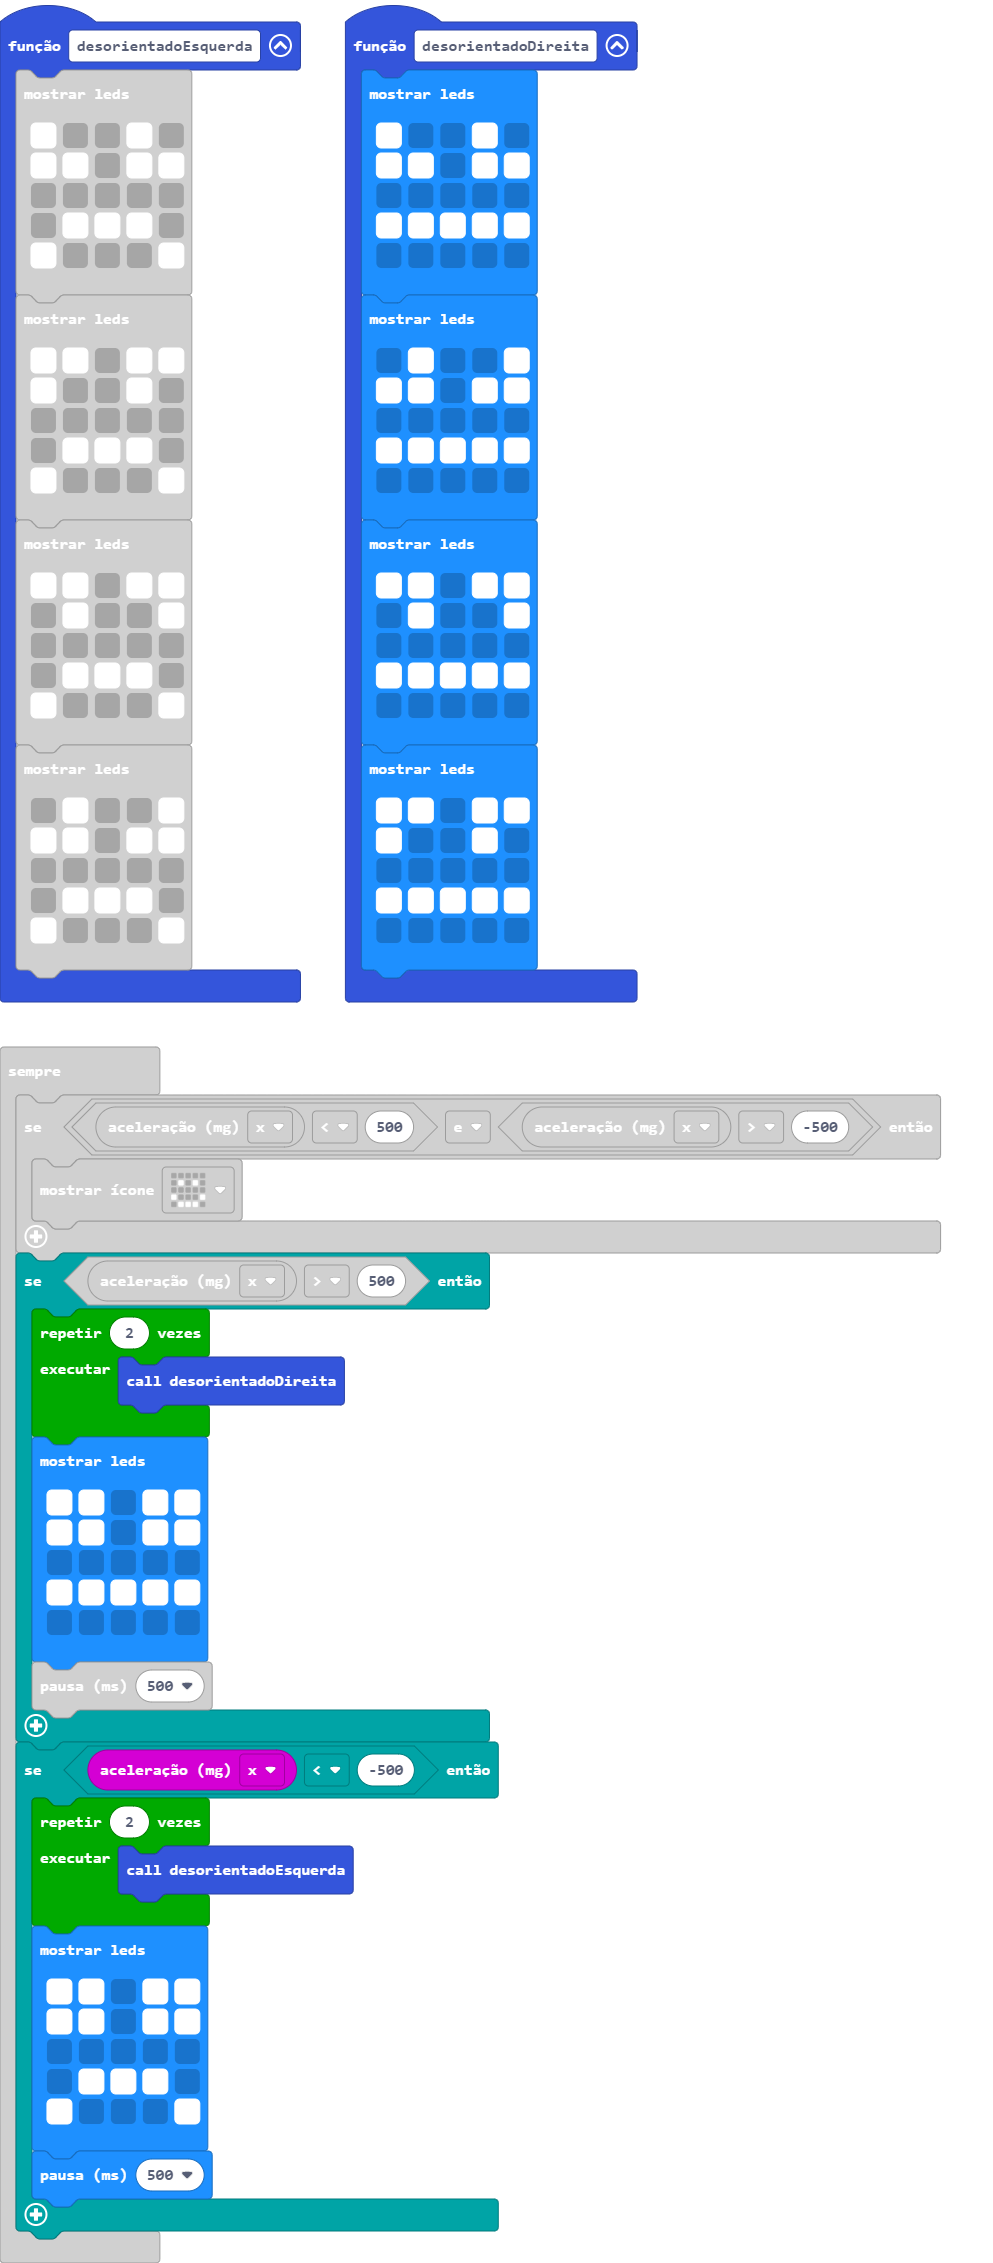 função desorientadoEsquerda
mostrar leds
mostrar leds
mostrar leds
mostrar leds
função desorientadoDireita
mostrar leds
mostrar leds
mostrar leds
mostrar leds
sempre
se aceleração (mg) x < 500 e aceleração (mg) x > -500 então
mostrar ícone
se aceleração (mg) x > 500 então
repetir 2 vezes
executar call desorientadoDireita
mostrar leds
pausa (ms) 500
se aceleração (mg) x < -500 então
repetir 2 vezes
executar call desorientadoEsquerda
mostrar leds
pausa (ms) 500